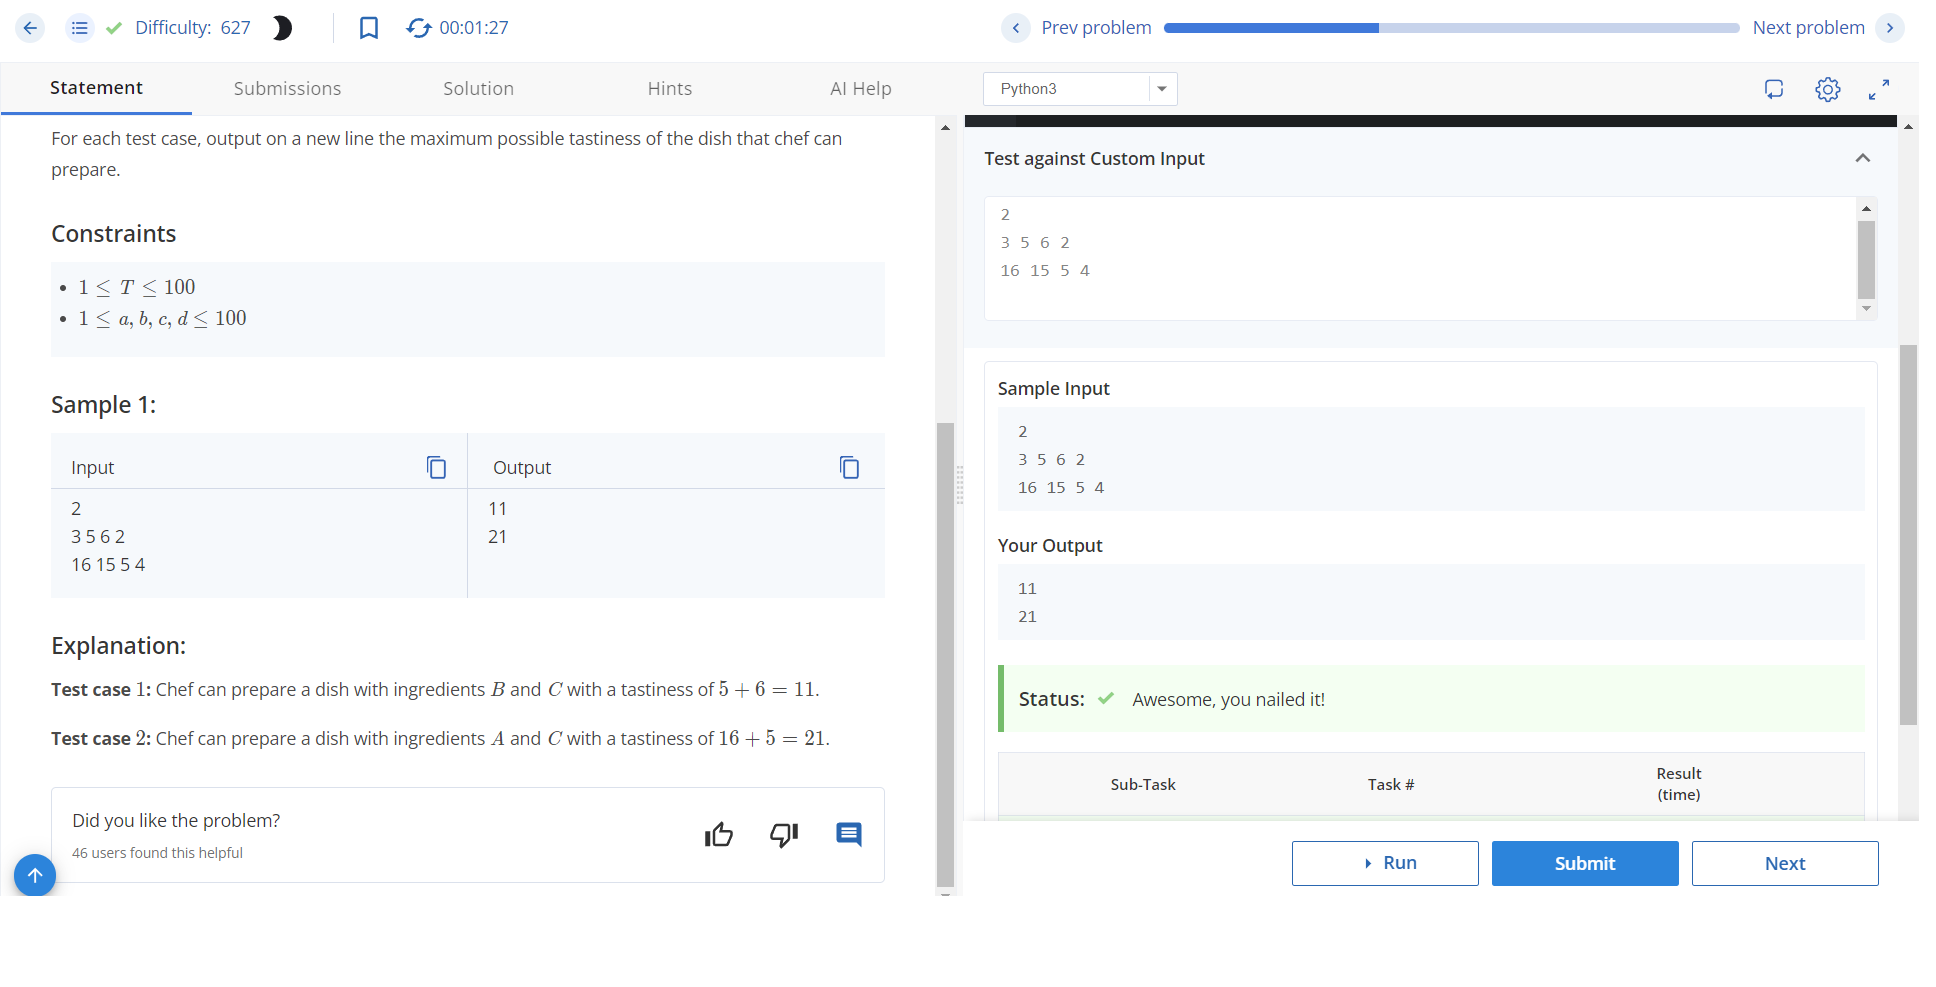 Difficulty: 627
00:01:27
Prev problem
Next problem
Statement
Submissions
Solution
Hints
AI Help
Python3
For each test case, output on a new line the maximum possible tastiness of the dish that chef can
prepare.
Constraints
1 ≤ T ≤ 100
1 ≤ a, b, c, d ≤ 100
Sample 1:
Input
Output
2
3 5 6 2
16 15 5 4
11
21
Explanation:
Test case 1: Chef can prepare a dish with ingredients B and C with a tastiness of 5 + 6 = 11.
Test case 2: Chef can prepare a dish with ingredients A and C with a tastiness of 16 + 5 = 21.
Did you like the problem?
46 users found this helpful
Test against Custom Input
2
3 5 6 2
16 15 5 4
Sample Input
2
3 5 6 2
16 15 5 4
Your Output
11
21
Status: Awesome, you nailed it!
Sub-Task
Task #
Result
(time)
Run
Submit
Next